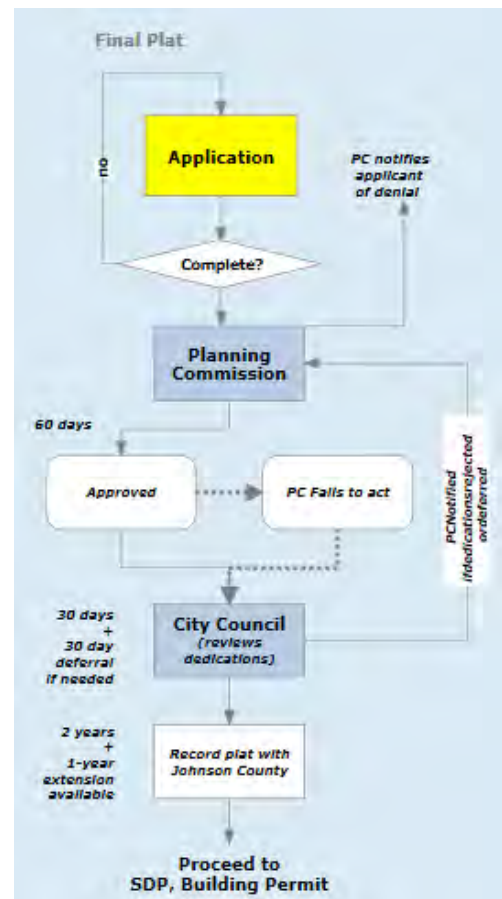 Final Plat
no
Application
PC notifies
applicant
of denial
Complete?
Planning
Commission
60 days
Approved
PC Fails to act
PCNotified
ifdedicationsrejected
ordeferred
30 days
+
30 day
deferral
if needed
City Council
(reviews
dedications)
2 years
+
1-year
extension
available
Record plat with
Johnson County
Proceed to
SDP, Building Permit